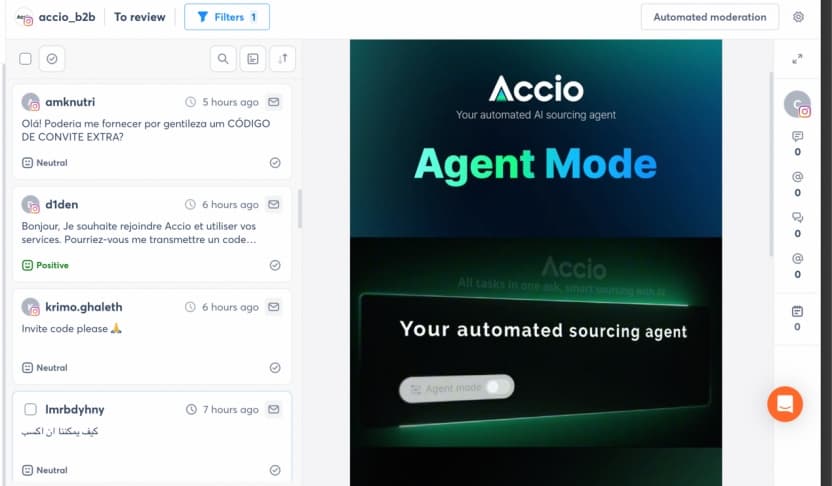 accio_b2b
To review
Filters 1
Automated moderation
amknutri
5 hours ago
Olá! Poderia me fornecer por gentileza um CÓDIGO
DE CONVITE EXTRA?
Neutral
d1den
6 hours ago
Bonjour, Je souhaite rejoindre Accio et utiliser vos
services. Pourriez-vous me transmettre un code…
Positive
krimo.ghaleth
6 hours ago
Invite code please 🙏
Neutral
lmrbdyhny
7 hours ago
كيف يمكننا ان اكسب
Neutral
Accio
Your automated AI sourcing agent
Agent Mode
Accio
All tasks in one ask, smart sourcing with AI
Your automated sourcing agent
Agent mode
C
0
0
0
0
0